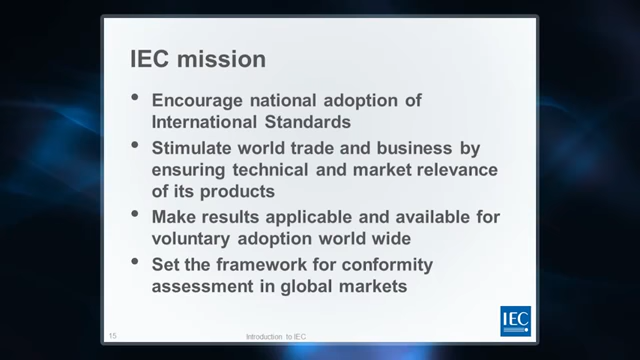 IEC mission
• Encourage national adoption of
International Standards
• Stimulate world trade and business by
ensuring technical and market relevance
of its products
• Make results applicable and available for
voluntary adoption world wide
• Set the framework for conformity
assessment in global markets
15
Introduction to IEC
IEC